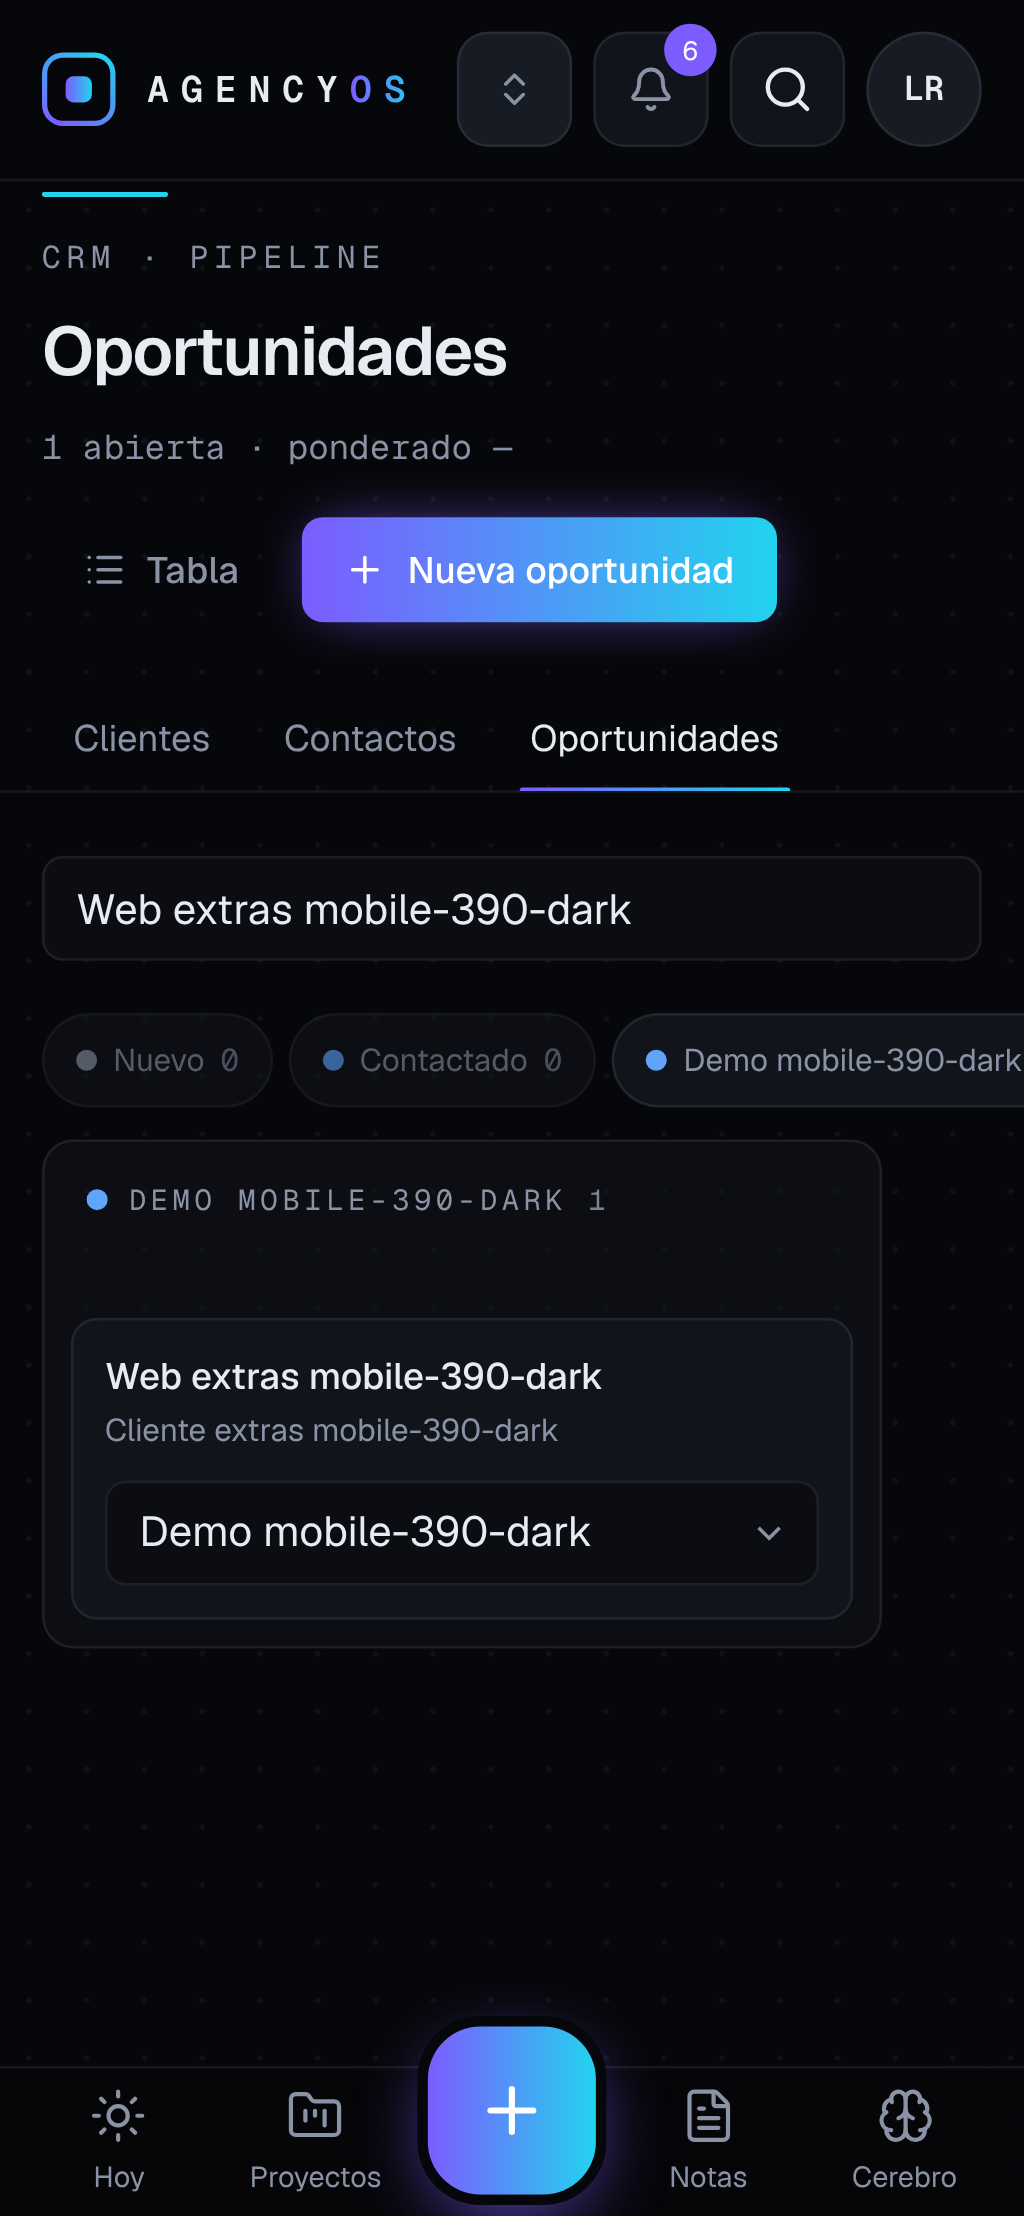 AGENCYOS
6
LR
CRM · PIPELINE
Oportunidades
1 abierta · ponderado —
Tabla
Nueva oportunidad
Clientes Contactos Oportunidades
Web extras mobile-390-dark
Nuevo 0 Contactado 0 Demo mobile-390-dark
DEMO MOBILE-390-DARK 1
Web extras mobile-390-dark
Cliente extras mobile-390-dark
Demo mobile-390-dark
Hoy Proyectos Notas Cerebro